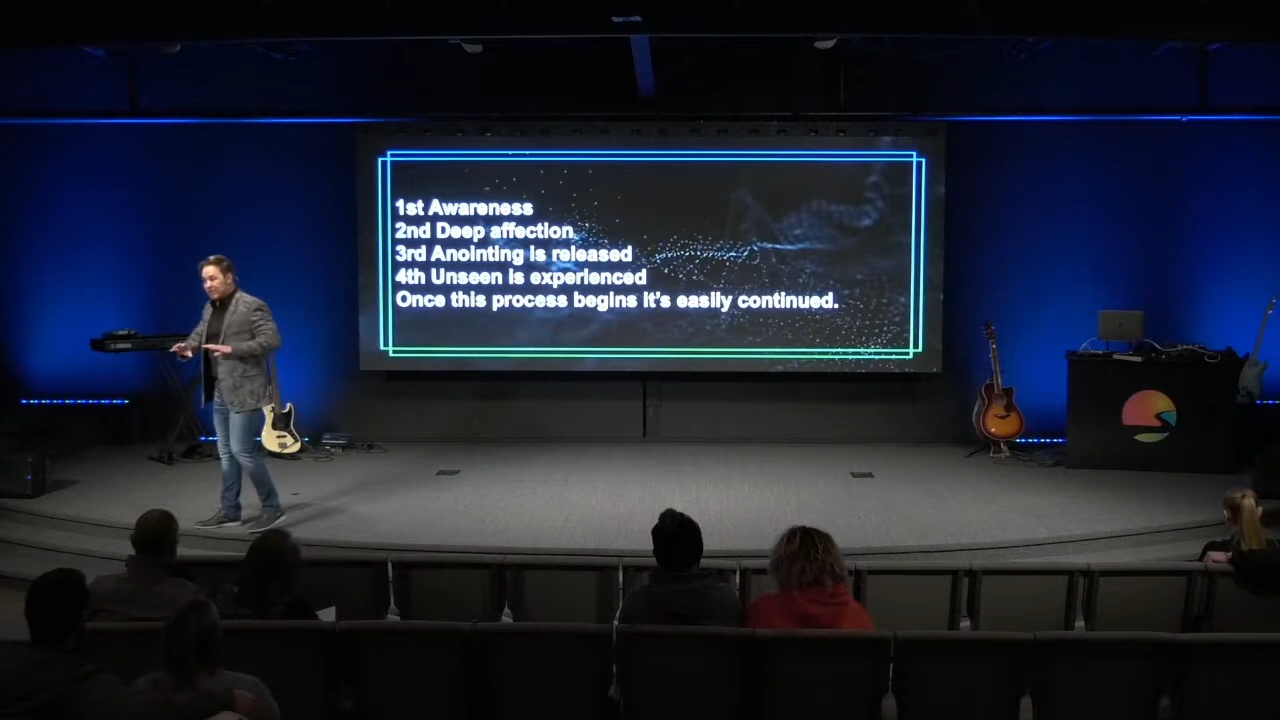 1st Awareness
2nd Deep affection
3rd Anointing is released
4th Unseen is experienced
Once this process begins it's easily continued.